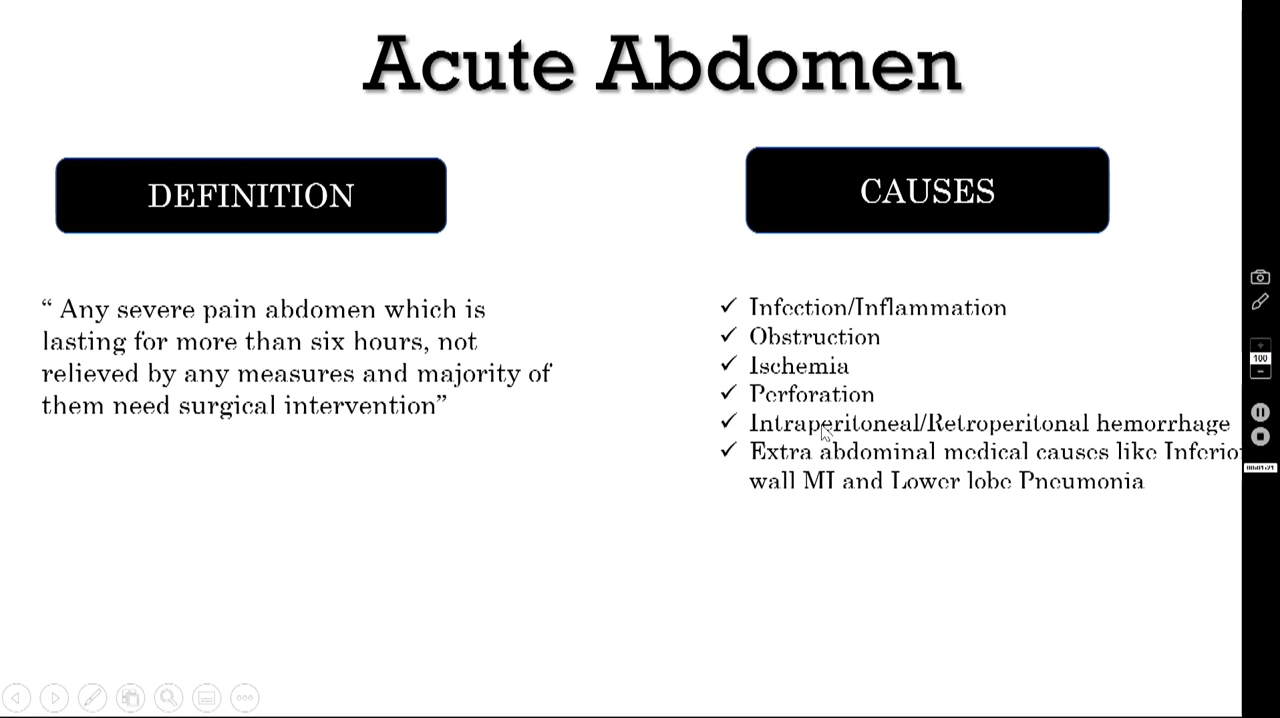 Acute Abdomen
DEFINITION
“ Any severe pain abdomen which is
lasting for more than six hours, not
relieved by any measures and majority of
them need surgical intervention”
CAUSES
✓ Infection/Inflammation
✓ Obstruction
✓ Ischemia
✓ Perforation
✓ Intraperitoneal/Retroperitonal hemorrhage
✓ Extra abdominal medical causes like Inferior
wall MI and Lower lobe Pneumonia
100